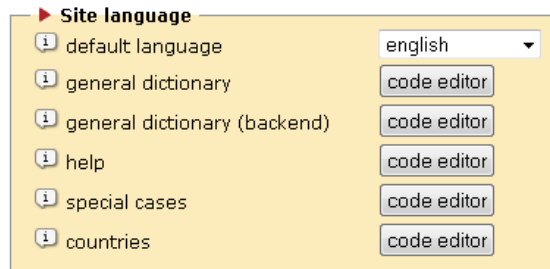 Site language
default language english
general dictionary code editor
general dictionary (backend) code editor
help code editor
special cases code editor
countries code editor